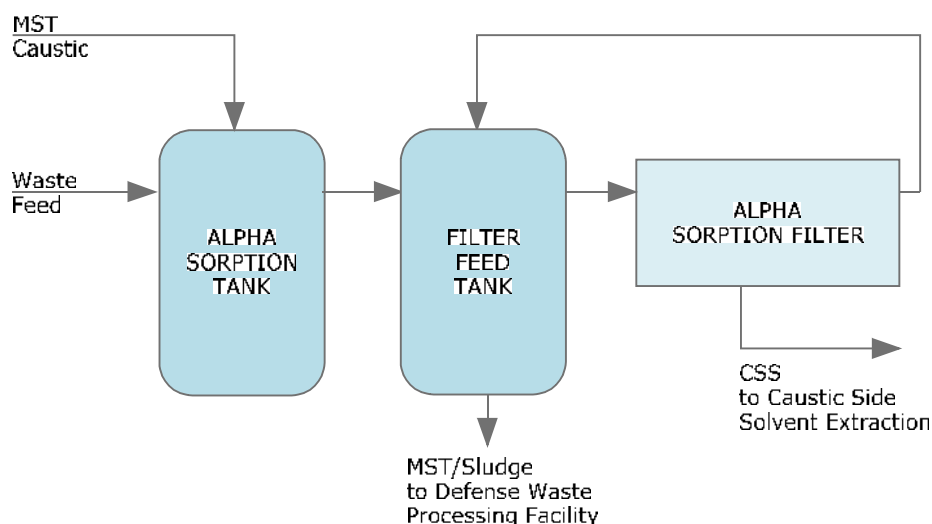 MST
Caustic
Waste
Feed
ALPHA
SORPTION
TANK
FILTER
FEED
TANK
ALPHA
SORPTION FILTER
CSS
to Caustic Side
Solvent Extraction
MST/Sludge
to Defense Waste
Processing Facility